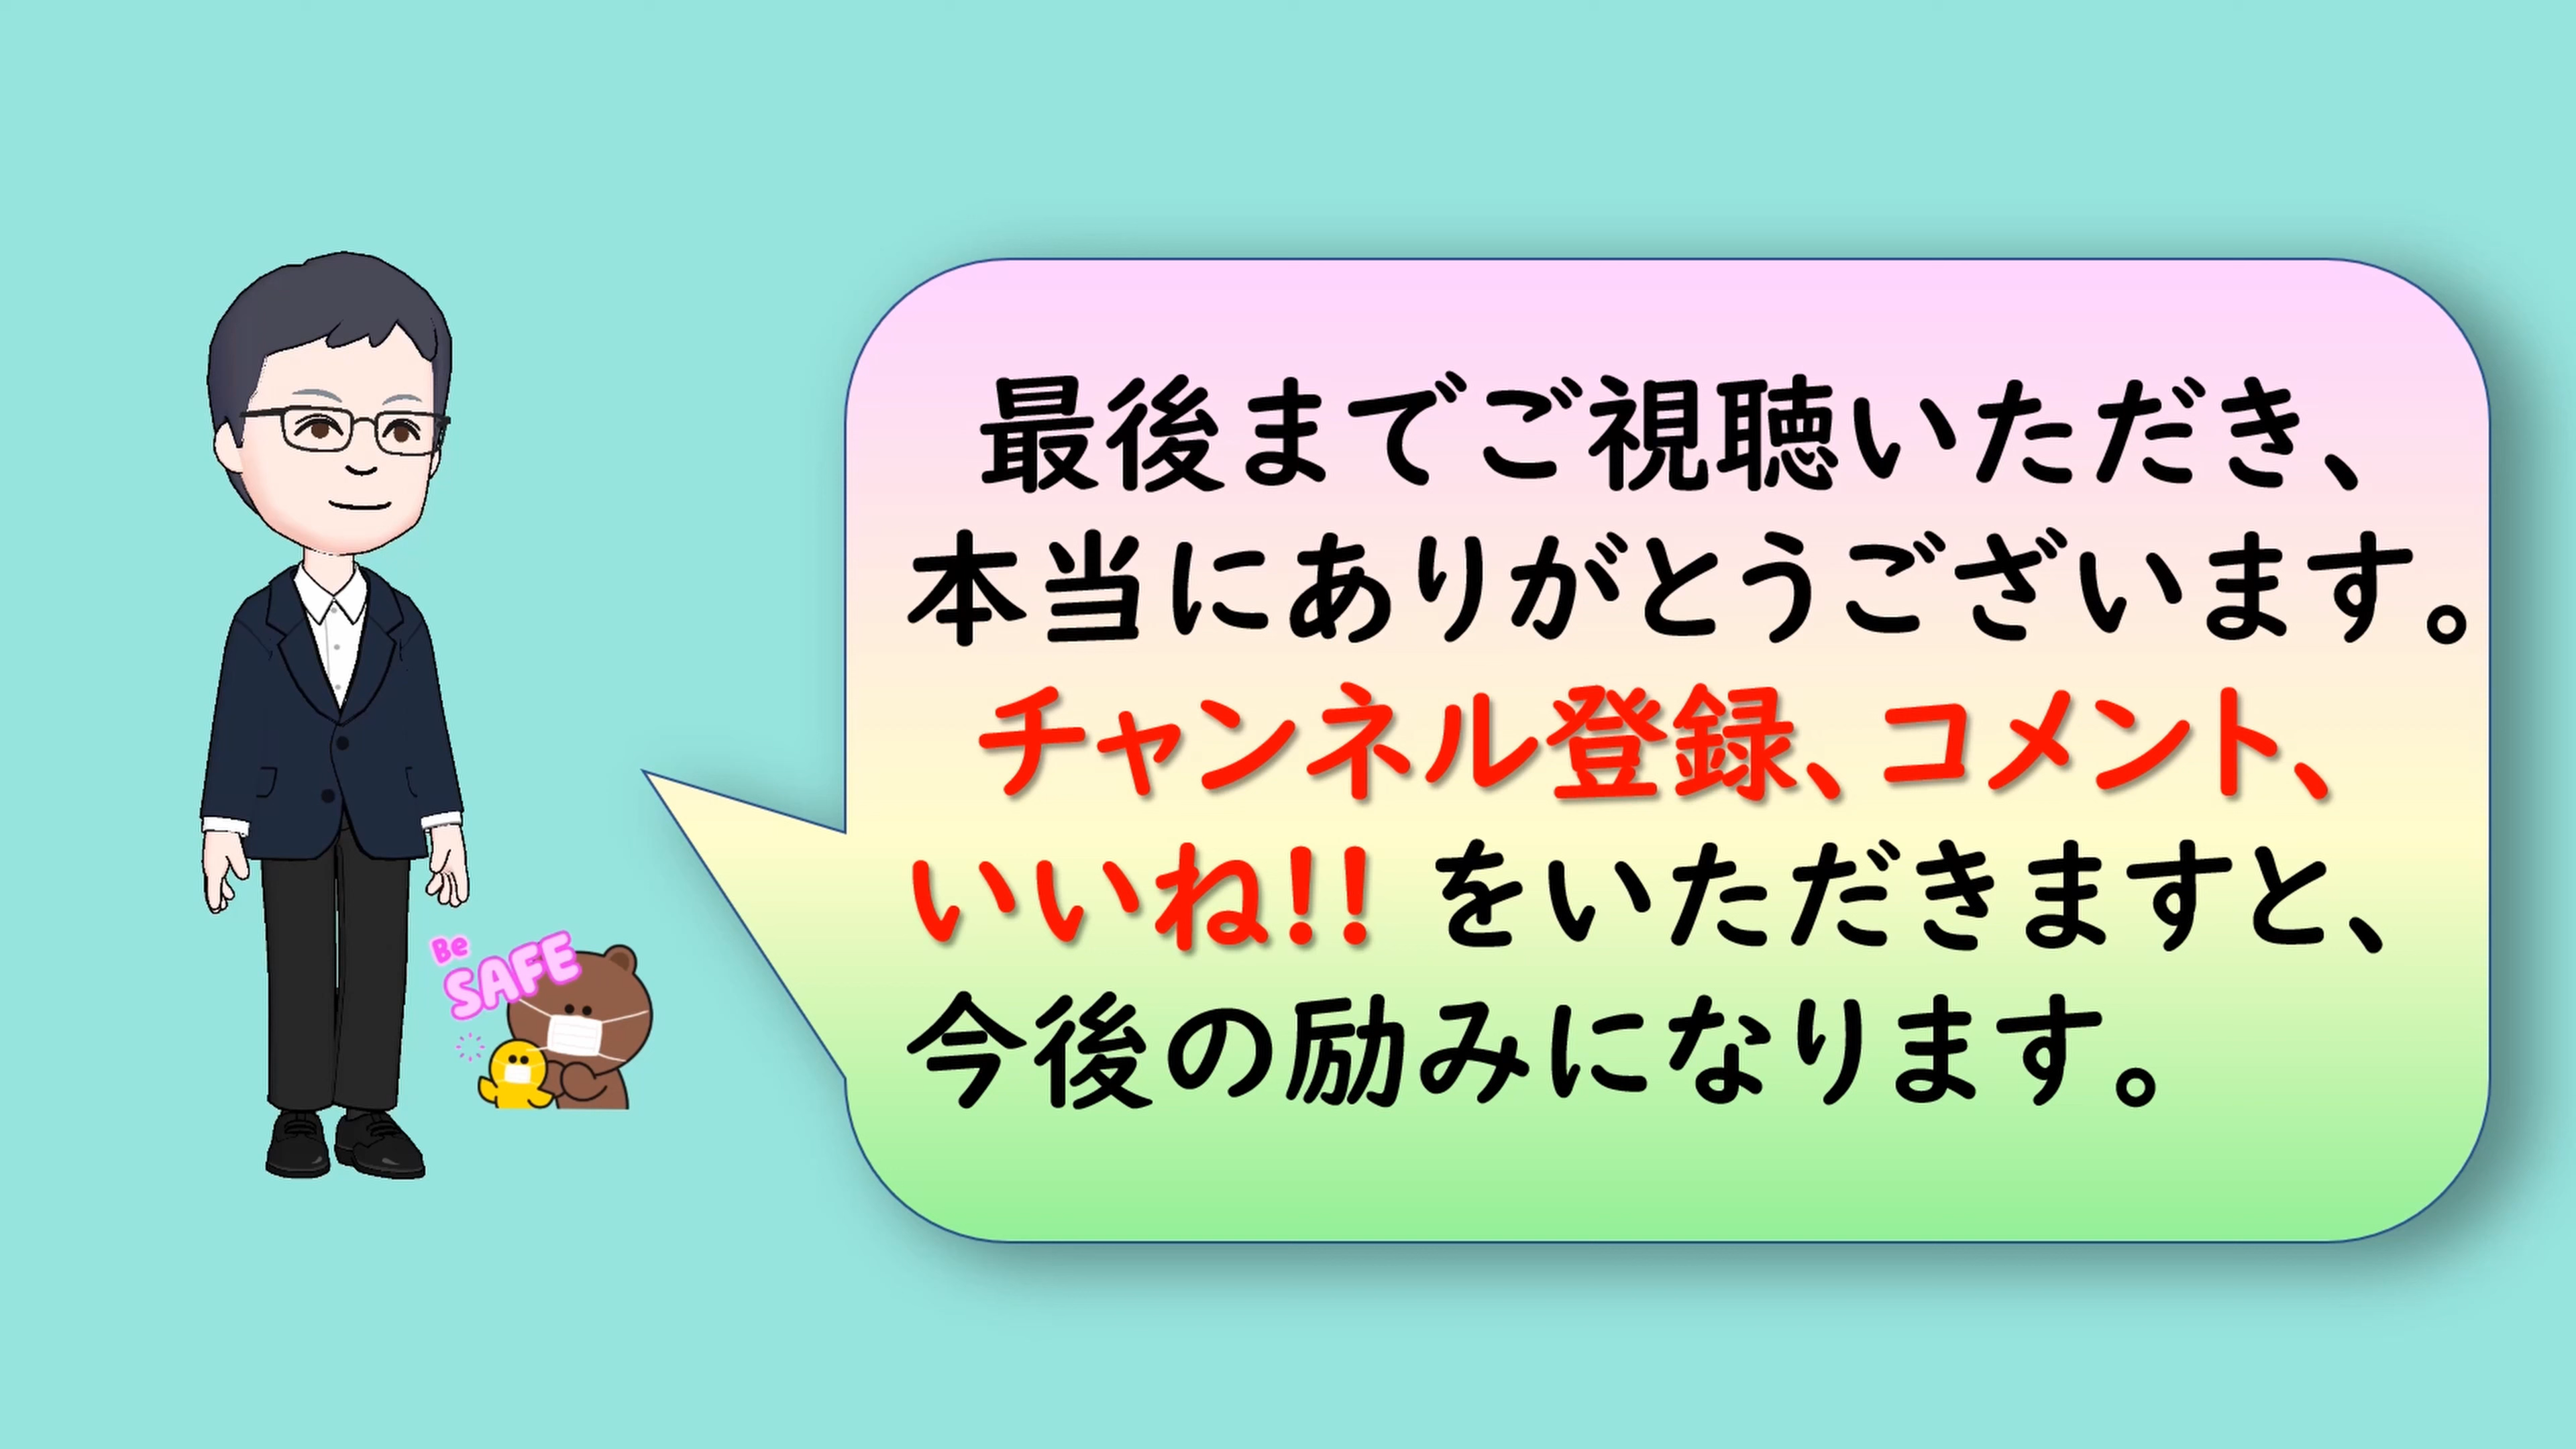 最後までご視聴いただき、
本当にありがとうございます。
チャンネル登録、コメント、
いいね!! をいただきますと、
今後の励みになります。
Be
SAFE